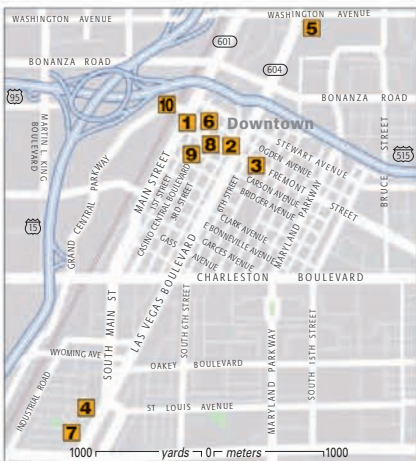 WASHINGTON AVENUE
WASHINGTON AVENUE
5
601
BONANZA ROAD
604
95
10
BONANZA ROAD
MARTIN L. KING
BOULEVARD
1
6
Downtown
9
8
2
3
STEWART AVENUE
OGDEN AVENUE
FREMONT
STREET
CARSON AVENUE
BRIDGER AVENUE
BRUCE STREET
515
MAIN STREET
1ST STREET
CASINO CENTRAL BOULEVARD
3RD STREET
6TH STREET
GRAND CENTRAL PARKWAY
15
CLARK AVENUE
E BONNEVILLE AVENUE
GARCES AVENUE
GASS AVENUE
MARYLAND PARKWAY
LAS VEGAS BOULEVARD
CHARLESTON BOULEVARD
SOUTH MAIN ST
SOUTH 6TH STREET
MARYLAND PARKWAY
SOUTH 15TH STREET
WYOMING AVE
OAKEY BOULEVARD
INDUSTRIAL ROAD
4
ST LOUIS AVENUE
7
1000 yards 0 meters 1000